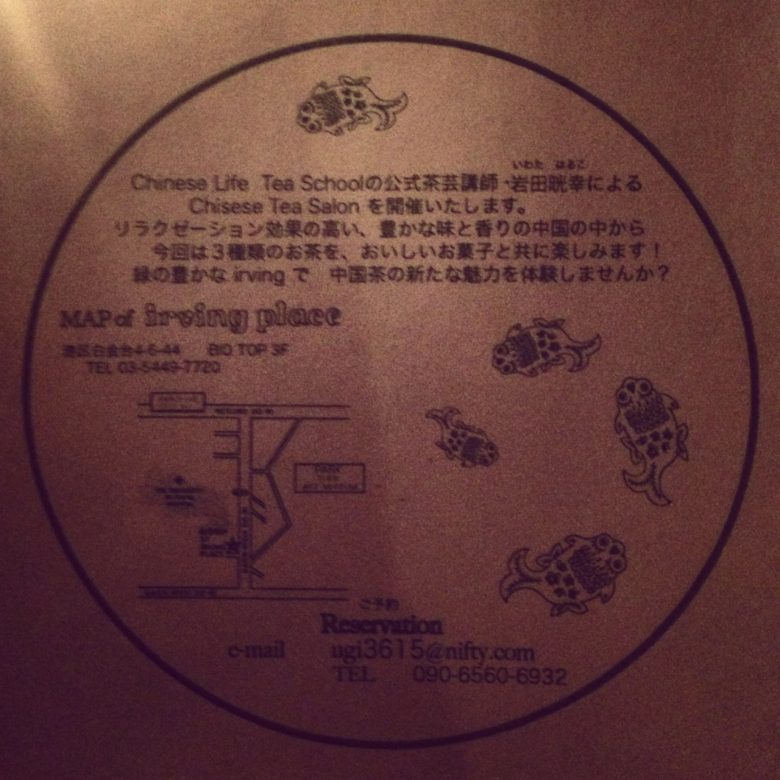 いわた はるこ
Chinese Life Tea Schoolの公式茶芸講師・岩田晄幸による
Chisese Tea Salon を開催いたします。
リラクゼーション効果の高い、豊かな味と香りの中国の中から
今回は3種類のお茶を、おいしいお菓子と共に楽しみます!
緑の豊かな irving で 中国茶の新たな魅力を体験しませんか?
MAP of irving place
港区白金台4-6-44 BIO TOP 3F
TEL 03-5449-7720
ご予約
Reservation
e-mail ugi3615@nifty.com
TEL 090-6560-6932